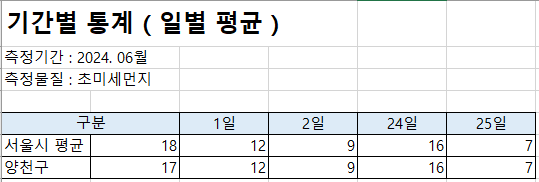 기간별 통계 ( 일별 평균 )
측정기간 : 2024. 06월
측정물질 : 초미세먼지
구분 1일 2일 24일 25일
서울시 평균 18 12 9 16 7
양천구 17 12 9 16 7